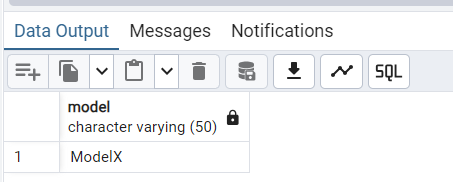 Data Output Messages Notifications
SQL
model
character varying (50)
1 ModelX